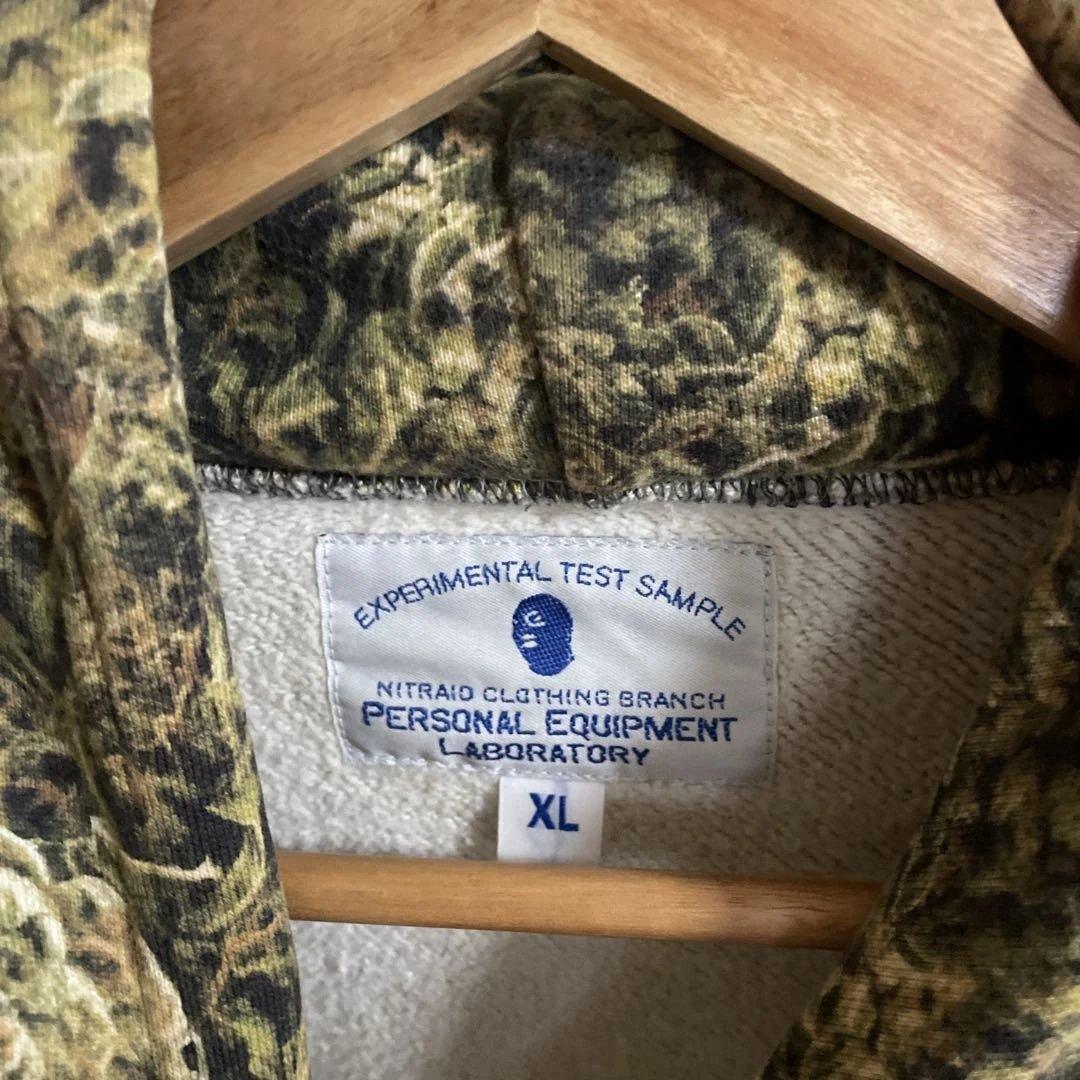 EXPERIMENTAL TEST SAMPLE
NITRAID CLOTHING BRANCH
PERSONAL EQUIPMENT
LABORATORY
XL